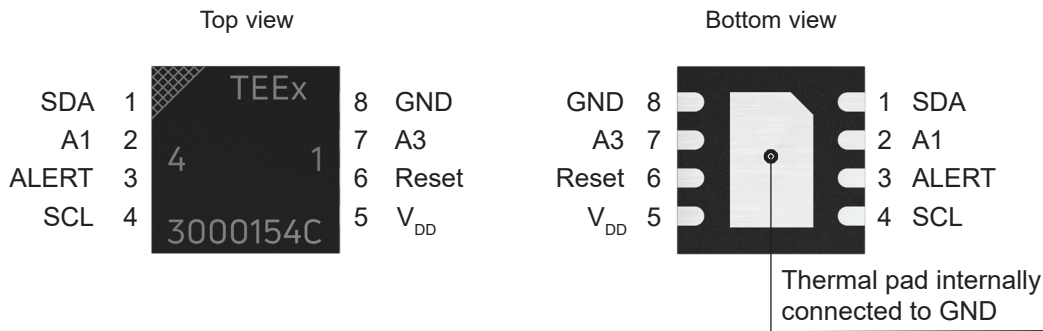 Top view
SDA 1
A1 2
ALERT 3
SCL 4
TEEx
4 1
3000154C
8 GND
7 A3
6 Reset
5 VDD
Bottom view
GND 8
A3 7
Reset 6
VDD 5
1 SDA
2 A1
3 ALERT
4 SCL
Thermal pad internally
connected to GND